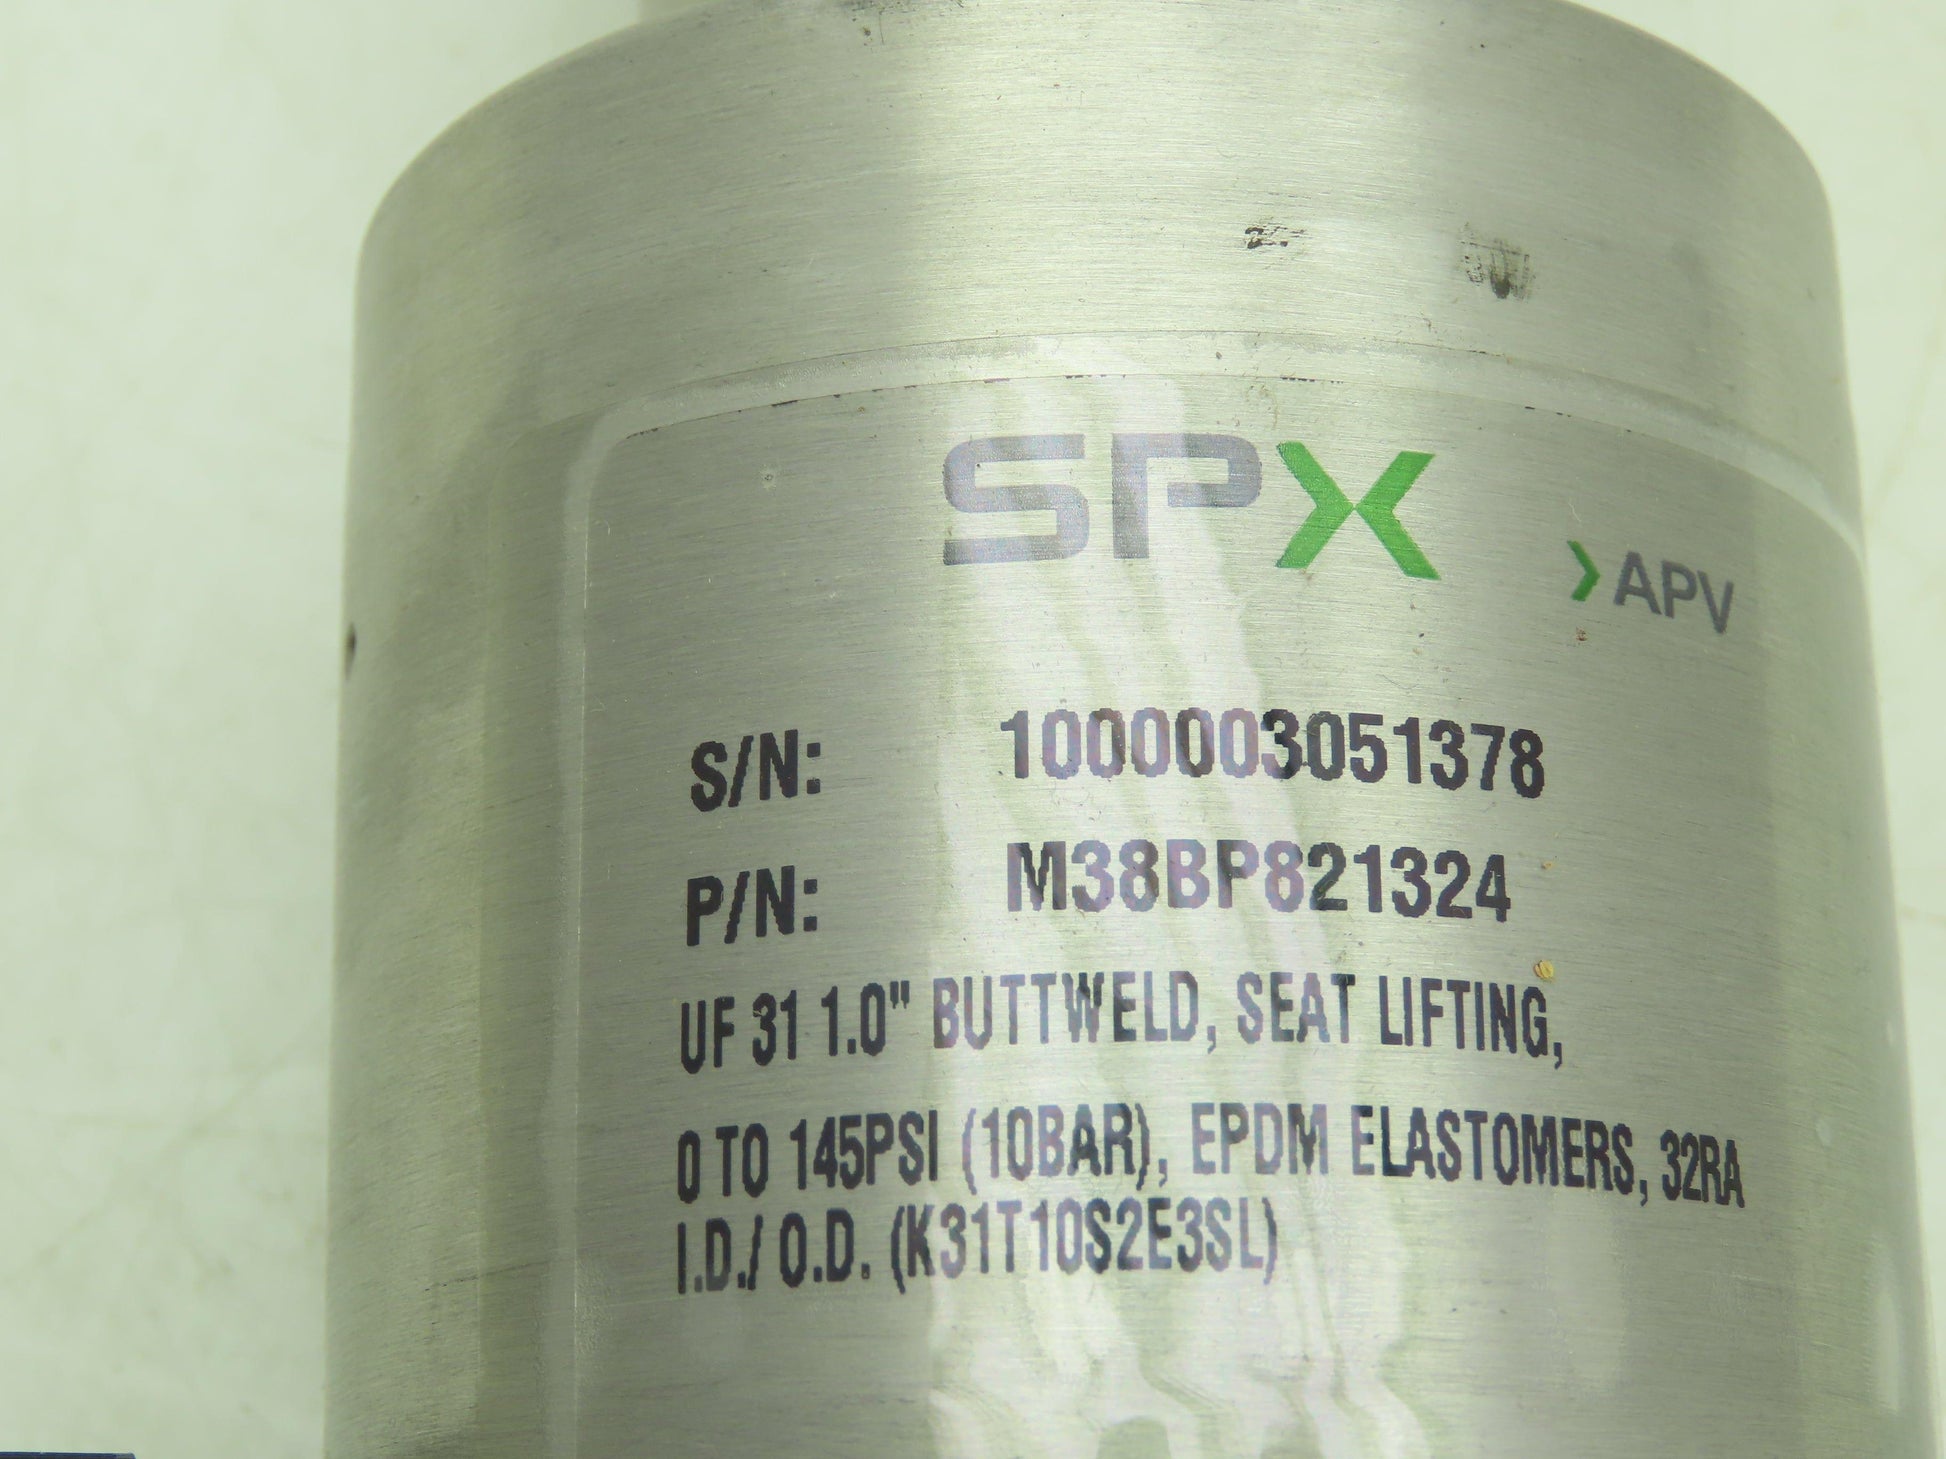 SPX
>APV
S/N: 1000003051378
P/N: M38BP821324
UF 31 1.0" BUTTWELD, SEAT LIFTING,
0 TO 145PSI (10BAR), EPDM ELASTOMERS, 32RA
I.D./ O.D. (K31T10S2E3SL)